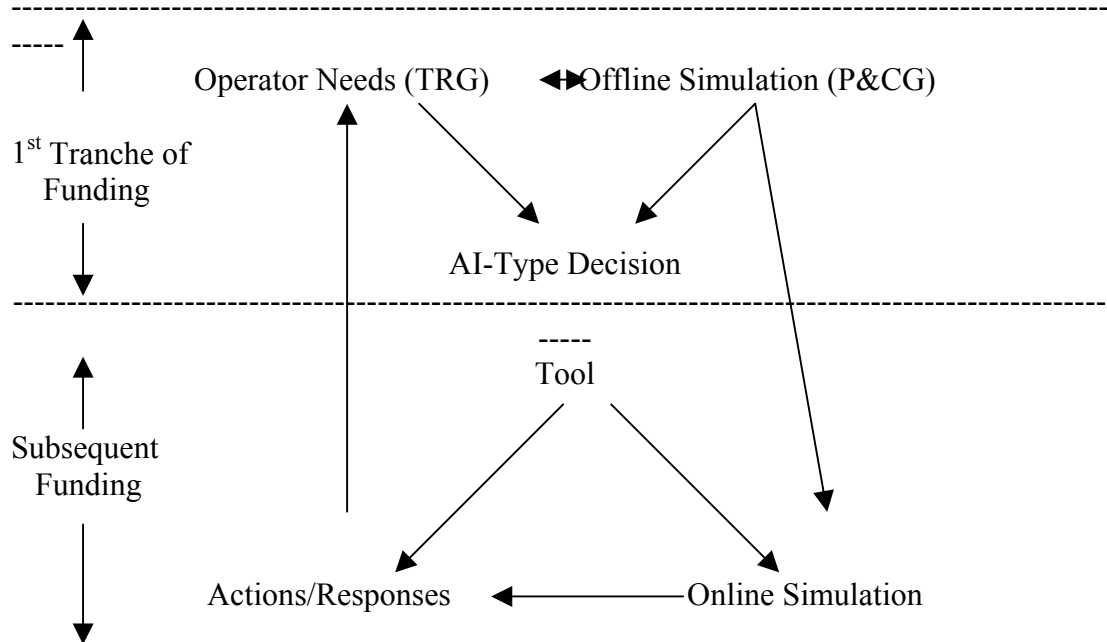 Operator Needs (TRG) Offline Simulation (P&CG)
1st Tranche of
Funding
AI-Type Decision
Tool
Subsequent
Funding
Actions/Responses Online Simulation